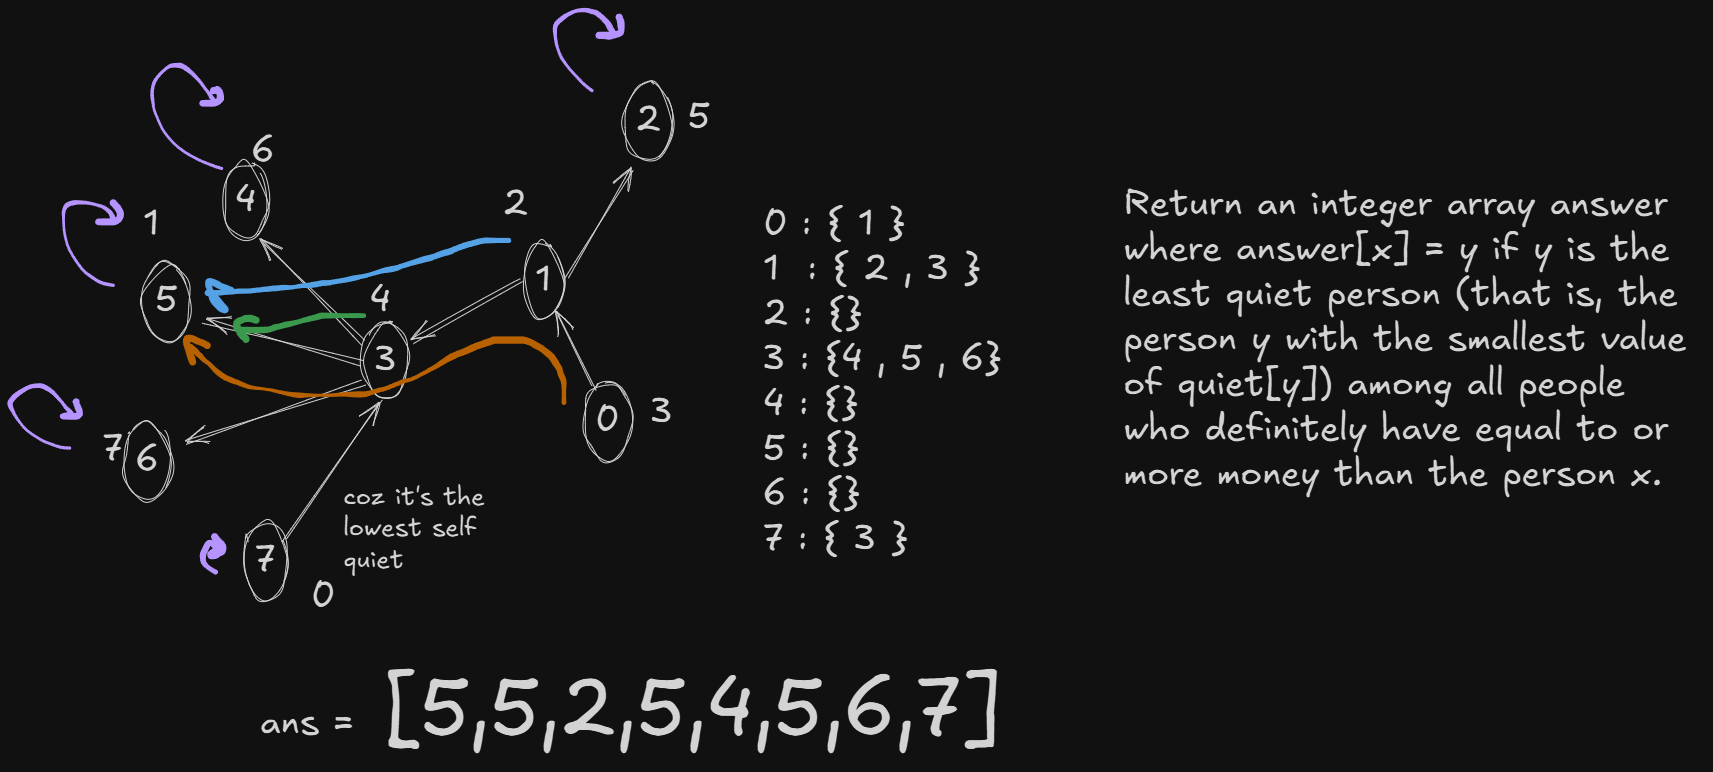 2 5
6
4
1
2
5
4
1
3
0 3
7 6
7
0
coz it's the
lowest self
quiet
0 : { 1 }
1 : { 2 , 3 }
2 : {}
3 : {4 , 5 , 6}
4 : {}
5 : {}
6 : {}
7 : { 3 }
Return an integer array answer
where answer[x] = y if y is the
least quiet person (that is, the
person y with the smallest value
of quiet[y]) among all people
who definitely have equal to or
more money than the person x.
ans = [5,5,2,5,4,5,6,7]